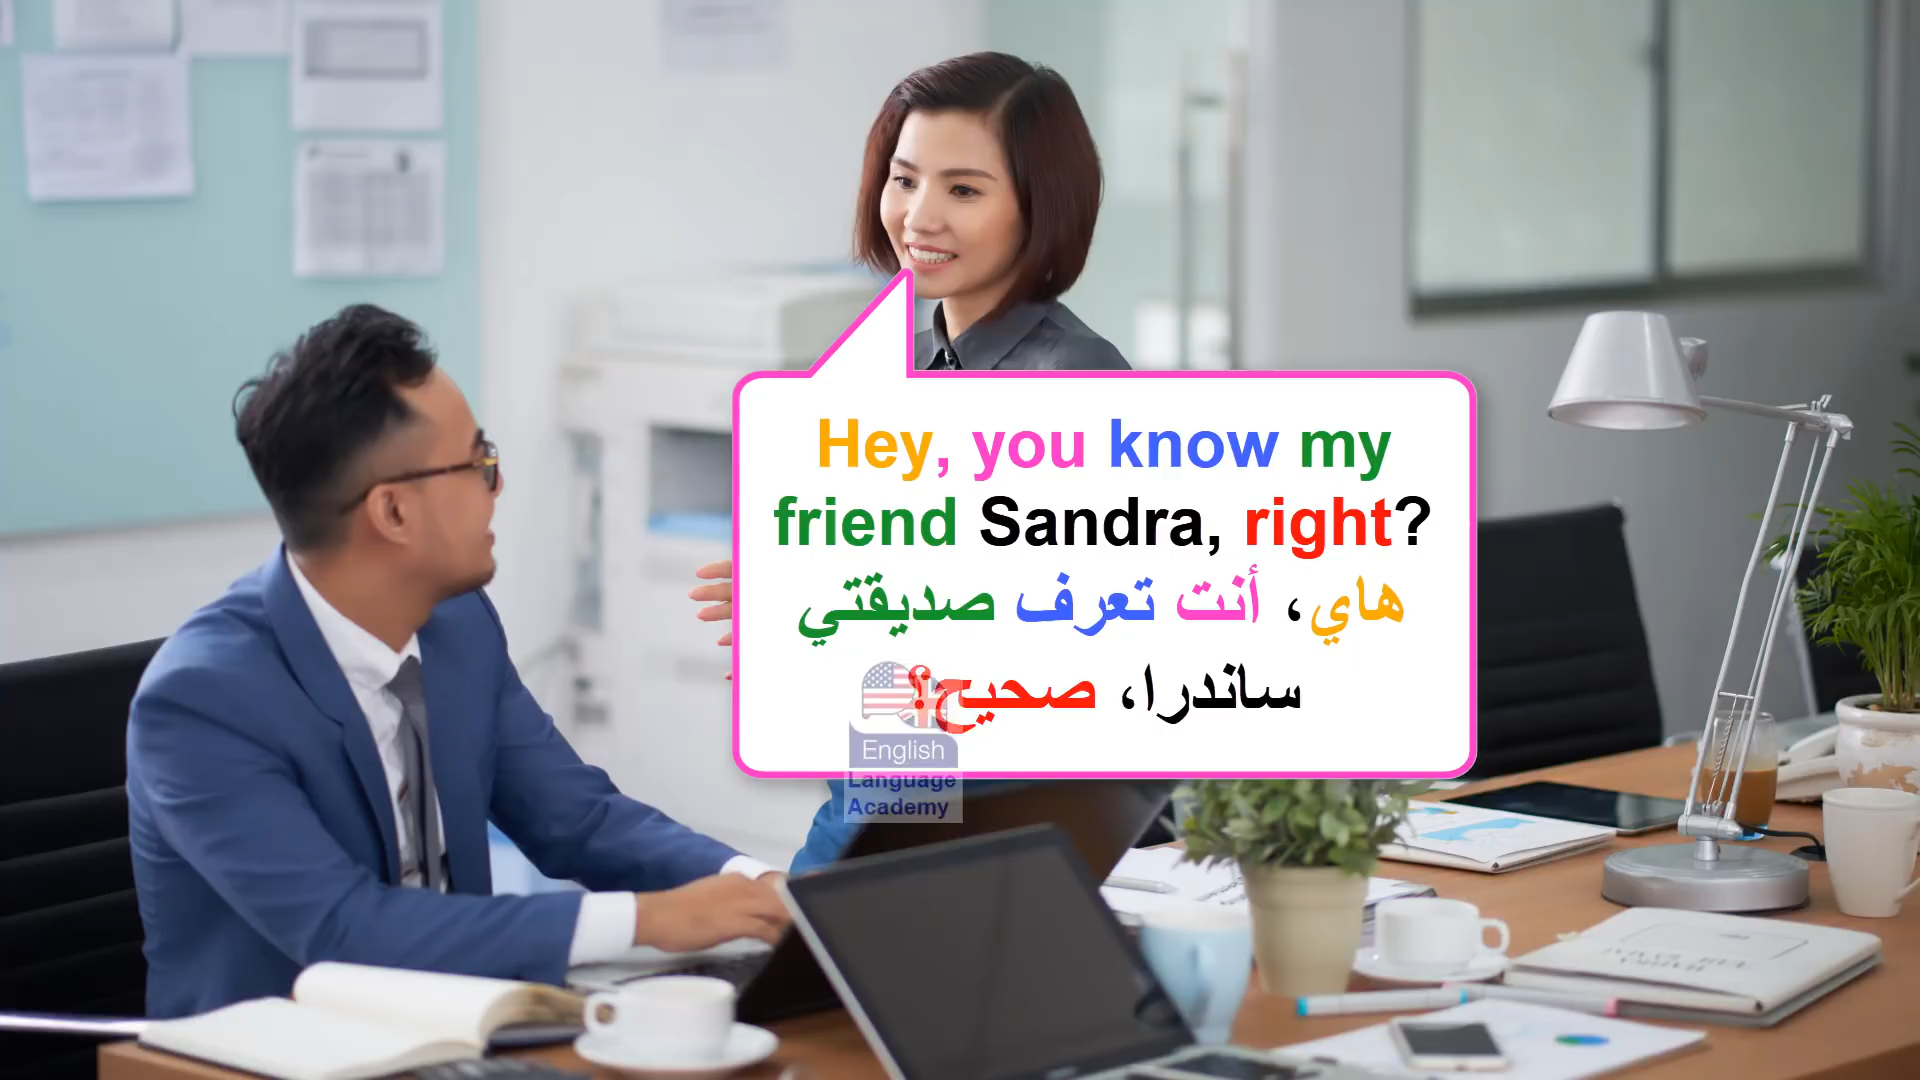 Hey, you know my
friend Sandra, right?
هاي، أنت تعرف صديقتي
ساندرا، صحيح؟
English
Language
Academy